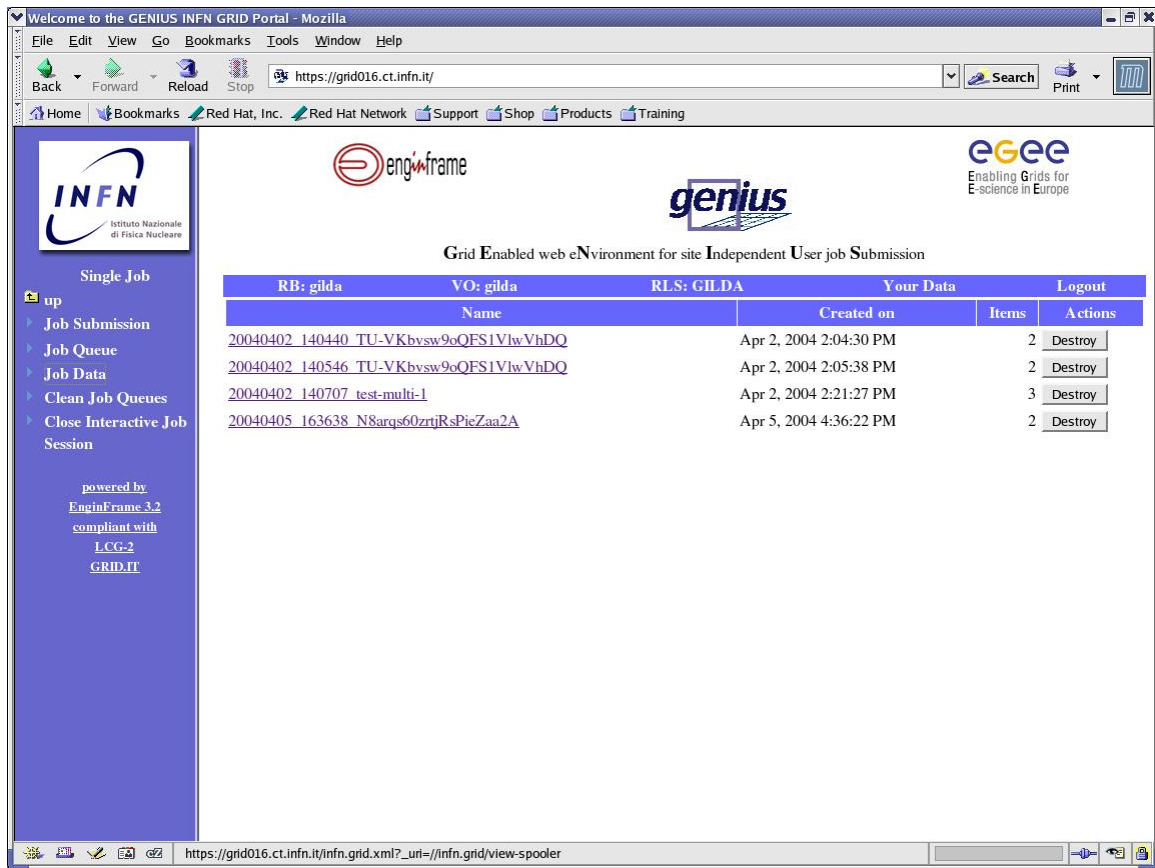 Welcome to the GENIUS INFN GRID Portal - Mozilla
File Edit View Go Bookmarks Tools Window Help
Back Forward Reload Stop https://grid016.ct.infn.it/ Search Print
Home Bookmarks Red Hat, Inc. Red Hat Network Support Shop Products Training
INFN
Istituto Nazionale
di Fisica Nucleare
Single Job
up
Job Submission
Job Queue
Job Data
Clean Job Queues
Close Interactive Job
Session
powered by
EnginFrame 3.2
compliant with
LCG-2
GRID.IT
enginframe
genius
egee
Enabling Grids for
E-science in Europe
Grid Enabled web eNvironment for site Independent User job Submission
RB: gilda VO: gilda RLS: GILDA Your Data Logout
Name Created on Items Actions
20040402_140440_TU-VKbvsw9oQFS1VlwVhDQ Apr 2, 2004 2:04:30 PM 2 Destroy
20040402_140546_TU-VKbvsw9oQFS1VlwVhDQ Apr 2, 2004 2:05:38 PM 2 Destroy
20040402_140707_test-multi-1 Apr 2, 2004 2:21:27 PM 3 Destroy
20040405_163638_N8arqs60zrtjRsPieZaa2A Apr 5, 2004 4:36:22 PM 2 Destroy
https://grid016.ct.infn.it/infn.grid.xml?_uri=//infn.grid/view-spooler